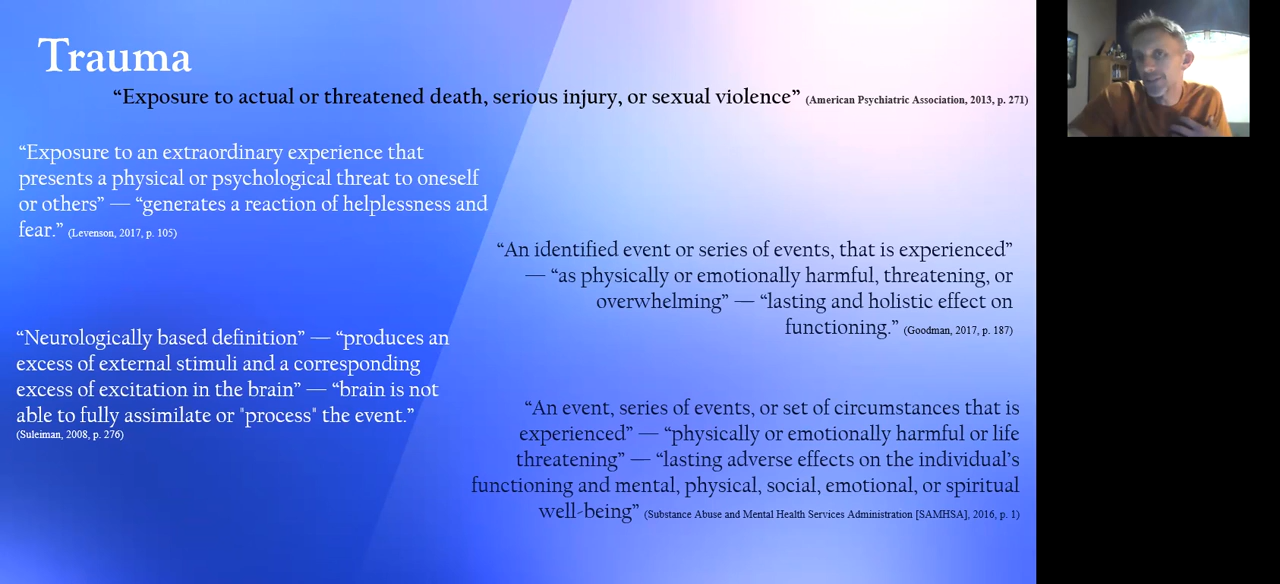 Trauma
“Exposure to actual or threatened death, serious injury, or sexual violence” (American Psychiatric Association, 2013, p. 271)
“Exposure to an extraordinary experience that
presents a physical or psychological threat to oneself
or others” — “generates a reaction of helplessness and
fear.” (Levenson, 2017, p. 105)
“An identified event or series of events, that is experienced”
— “as physically or emotionally harmful, threatening, or
overwhelming” — “lasting and holistic effect on
functioning.” (Goodman, 2017, p. 187)
“Neurologically based definition” — “produces an
excess of external stimuli and a corresponding
excess of excitation in the brain” — “brain is not
able to fully assimilate or "process" the event.”
(Suleiman, 2008, p. 276)
“An event, series of events, or set of circumstances that is
experienced” — “physically or emotionally harmful or life
threatening” — “lasting adverse effects on the individual’s
functioning and mental, physical, social, emotional, or spiritual
well-being” (Substance Abuse and Mental Health Services Administration [SAMHSA], 2016, p. 1)